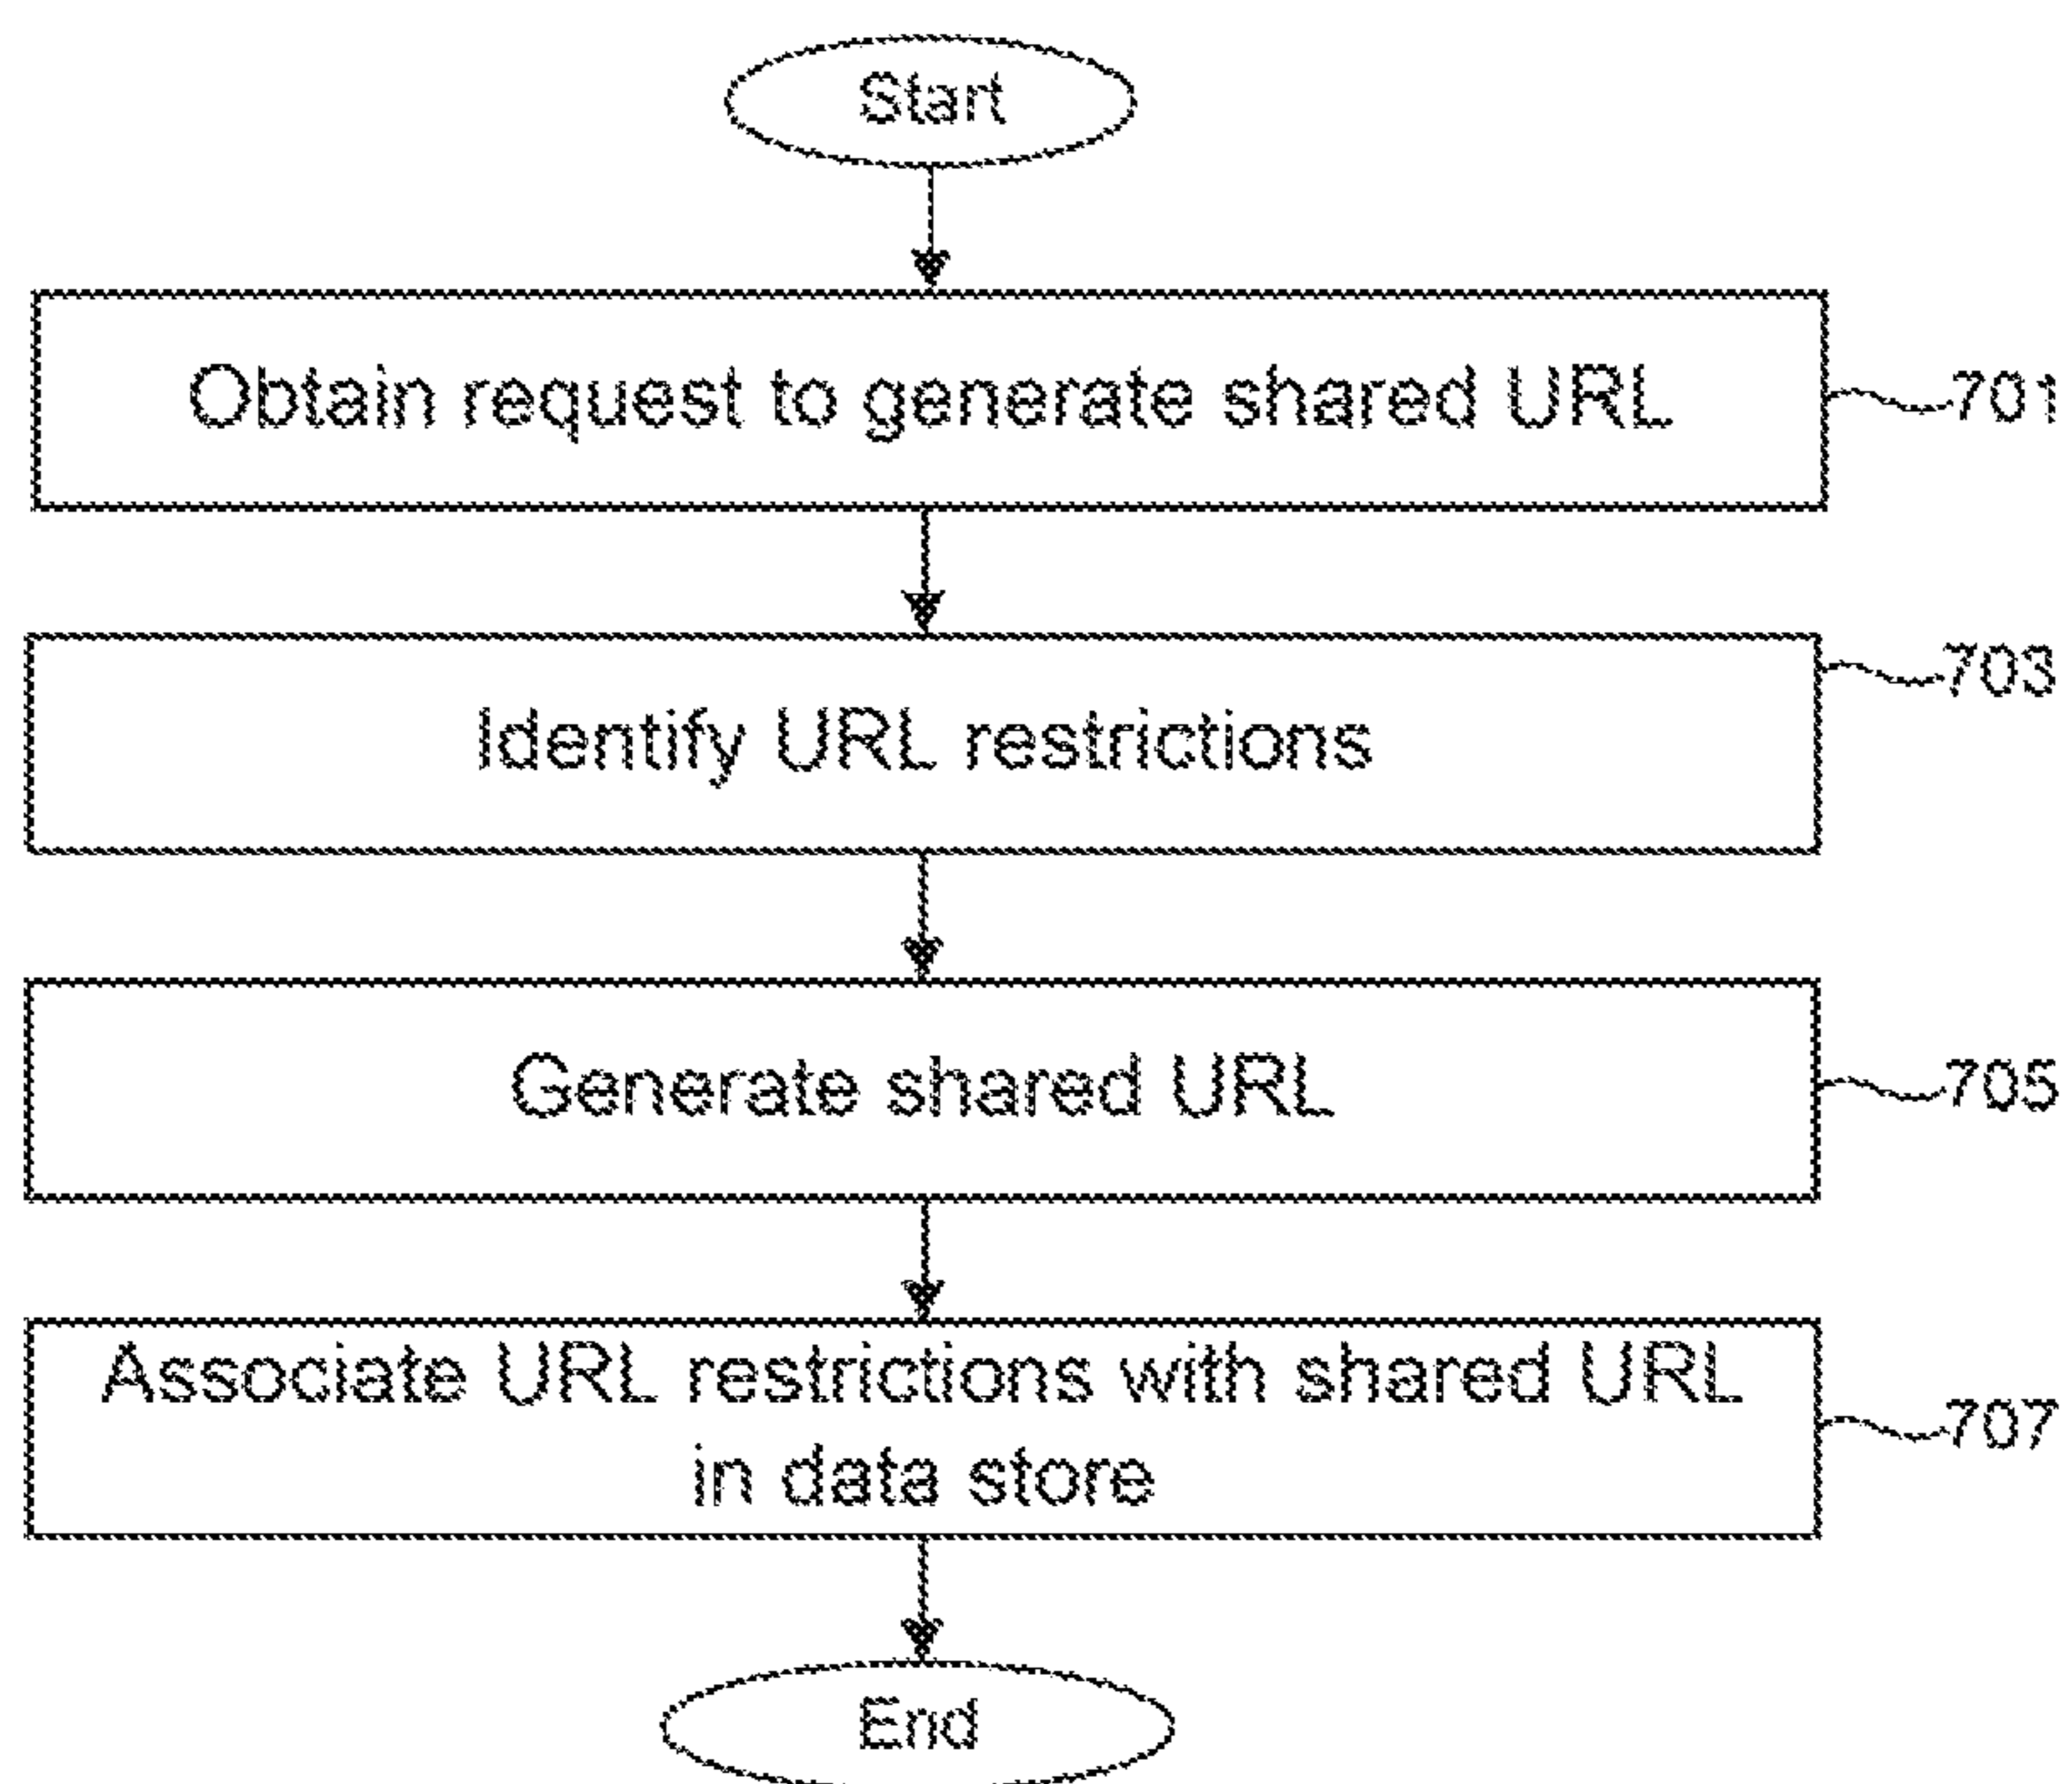 Start
Obtain request to generate shared URL
701
Identify URL restrictions
703
Generate shared URL
705
Associate URL restrictions with shared URL
in data store
707
End